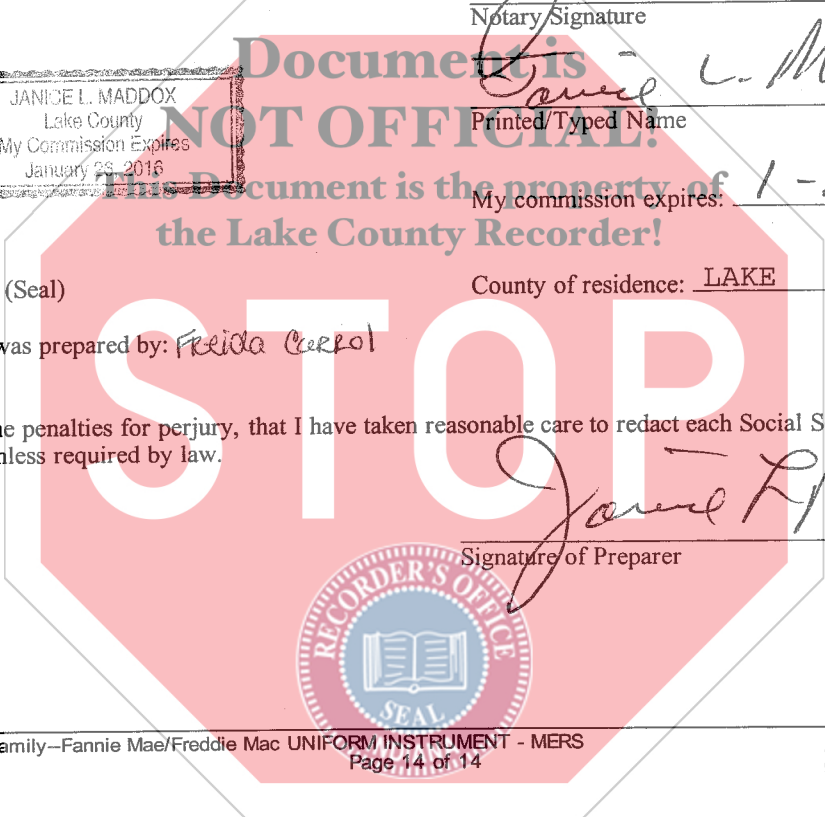 Notary Signature
Document is
Janice L. M
JANICE L. MADDOX
Lake County
My Commission Expires
January 23, 2016
NOT OFFICIAL!
Printed/Typed Name
This Document is the property of
My commission expires: 1-
the Lake County Recorder!
(Seal)
County of residence: LAKE
STOP
was prepared by: Freida Carrol
e penalties for perjury, that I have taken reasonable care to redact each Social S
nless required by law.
Signature of Preparer
RECORDER'S OFFICE
SEAL
INDIANA
amily--Fannie Mae/Freddie Mac UNIFORM INSTRUMENT - MERS
Page 14 of 14